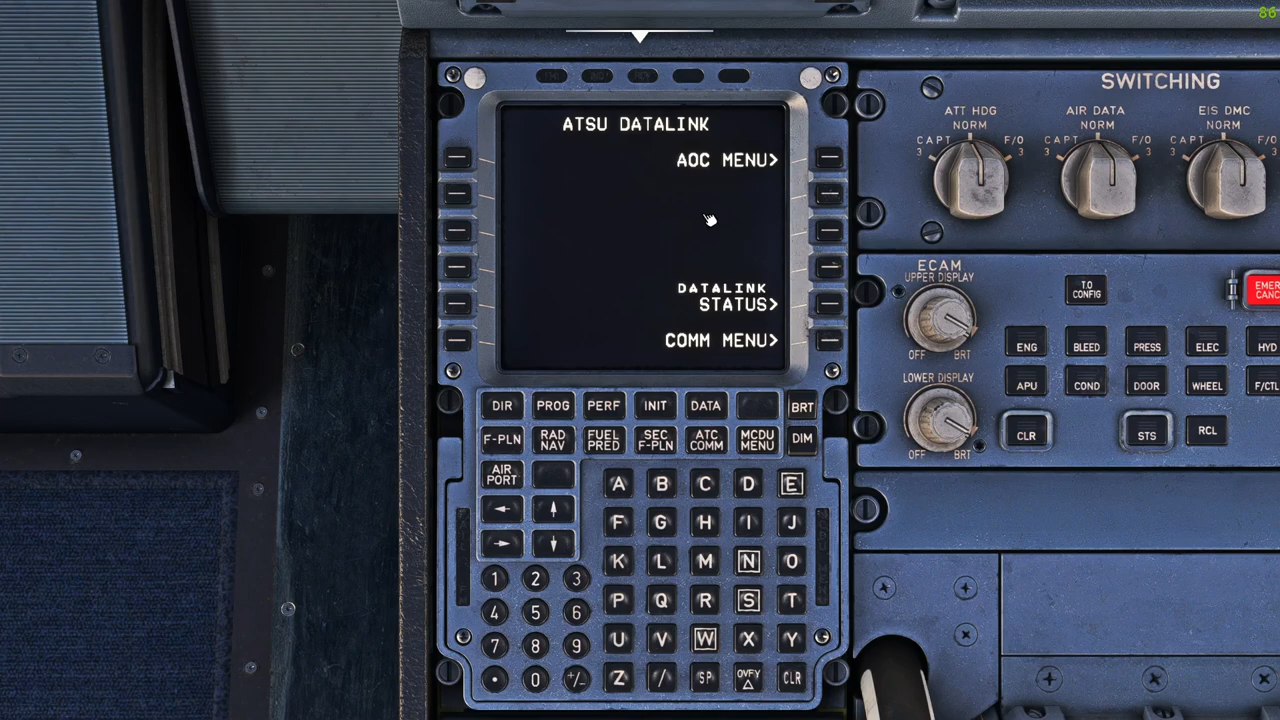 86
SWITCHING
ATT HDG
NORM
CAPT
F/O
3
AIR DATA
NORM
CAPT
F/O
3
EIS DMC
NORM
CAPT
F/O
3
ATSU DATALINK
AOC MENU>
DATALINK
STATUS>
COMM MENU>
ECAM
UPPER DISPLAY
OFF
BRT
LOWER DISPLAY
OFF
BRT
T.O
CONFIG
EMER
CANC
ENG
BLEED
PRESS
ELEC
HYD
APU
COND
DOOR
WHEEL
F/CTL
CLR
STS
RCL
DIR
PROG
PERF
INIT
DATA
BRT
F-PLN
RAD
NAV
FUEL
PRED
SEC
F-PLN
ATC
COMM
MCDU
MENU
DIM
AIR
PORT
← ↑
→ ↓
A B C D E
F G H I J
K L M N O
P Q R S T
U V W X Y
Z / SP OVFY Δ CLR
1 2 3
4 5 6
7 8 9
. 0 +/-